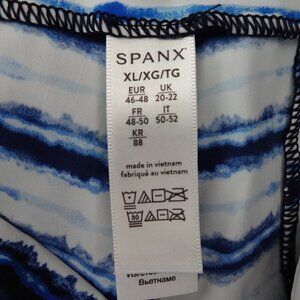 SPANX
XL/XG/TG
EUR UK
46-48 20-22
FR IT
48-50 50-52
KR
88
made in vietnam
fabriqué au vietnam
30
Вьетнаме